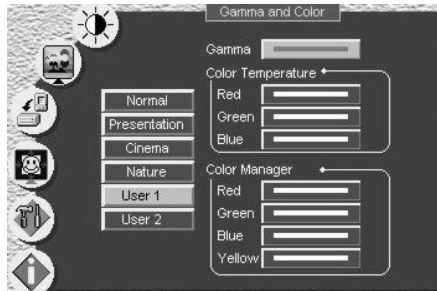 Gamma and Color
Gamma
Color Temperature
Red
Green
Blue
Normal
Presentation
Cinema
Nature
User 1
User 2
Color Manager
Red
Green
Blue
Yellow